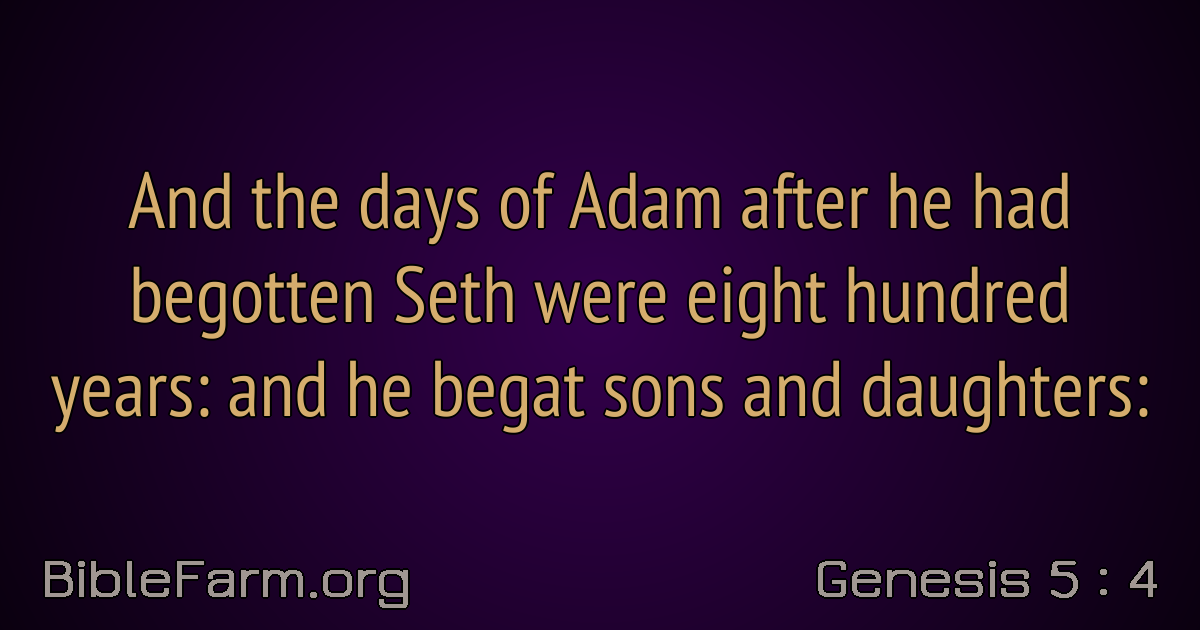 And the days of Adam after he had
begotten Seth were eight hundred
years: and he begat sons and daughters:
BibleFarm.org
Genesis 5 : 4